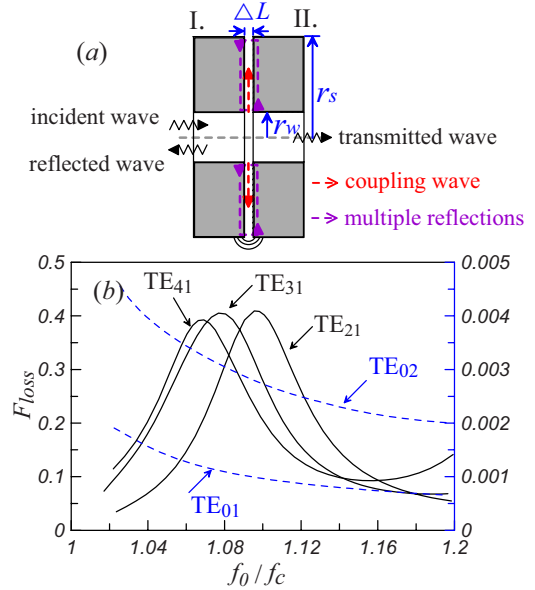 I. ΔL II.
(a)
r_s
incident wave
r_w
transmitted wave
reflected wave
coupling wave
multiple reflections
0.5 (b) 0.005
TE41 TE31
0.4 TE21 0.004
0.3 TE02 0.003
F_loss
0.2 0.002
0.1 TE01 0.001
0 0
1 1.04 1.08 1.12 1.16 1.2
f_0 / f_c